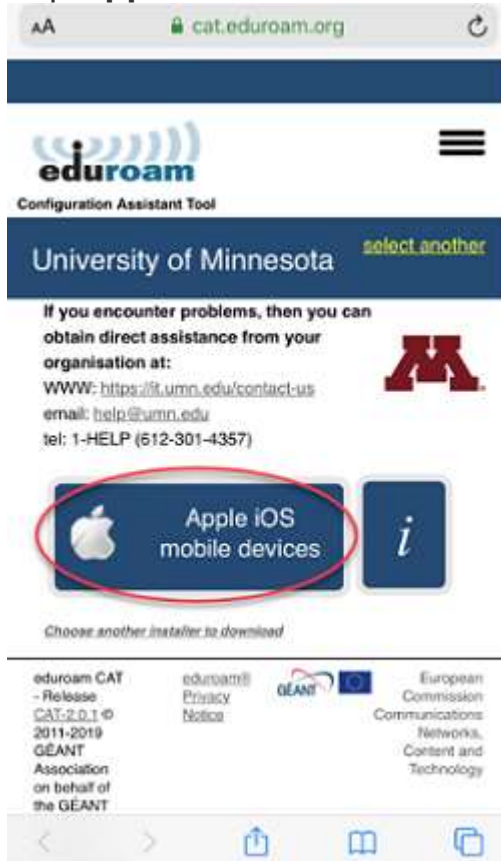 AA cat.eduroam.org
eduroam
Configuration Assistant Tool
University of Minnesota select another
If you encounter problems, then you can
obtain direct assistance from your
organisation at:
WWW: https://it.umn.edu/contact-us
email: help@umn.edu
tel: 1-HELP (612-301-4357)
M
Apple iOS
mobile devices
i
Choose another installer to download
eduroam CAT
- Release
CAT-2.0.1 ©
2011-2019
GÉANT
Association
on behalf of
the GÉANT
eduroam®
Privacy
Notice
GÉANT
European
Commission
Communications
Networks,
Content and
Technology